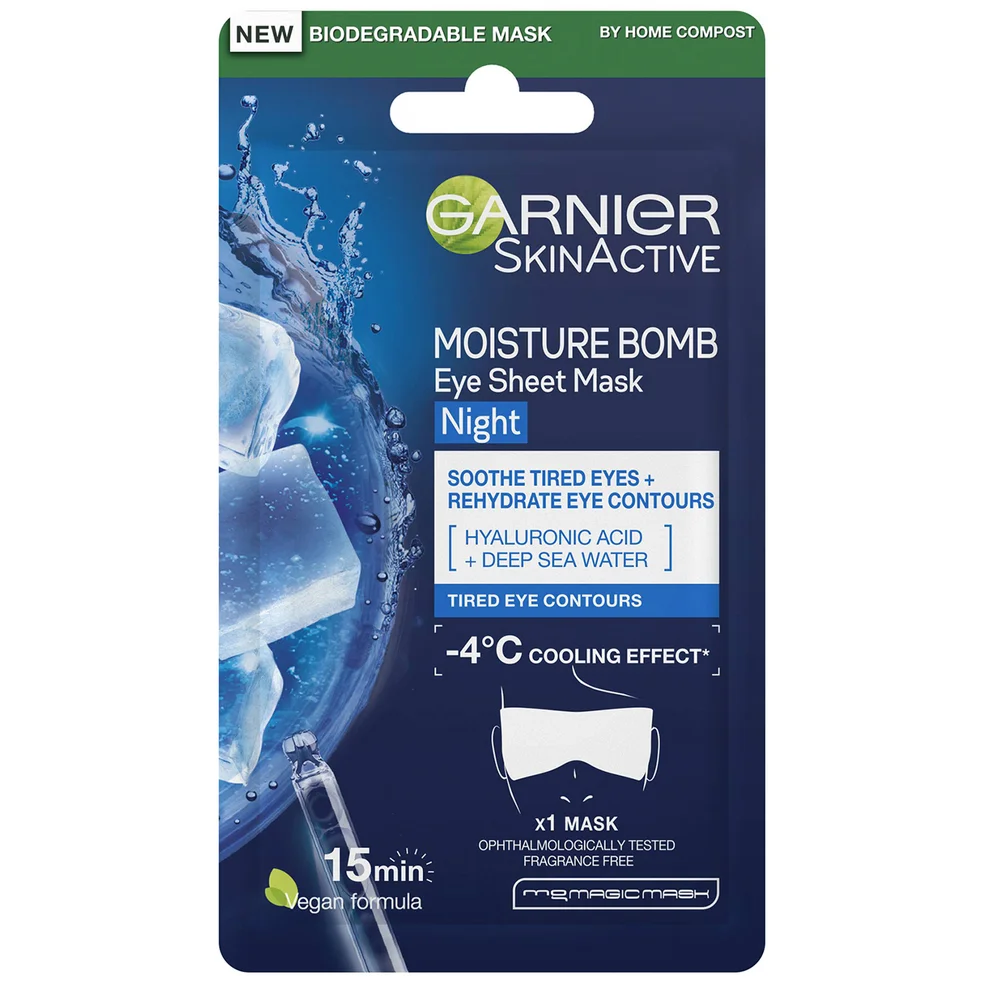 NEW BIODEGRADABLE MASK BY HOME COMPOST
GARNIER
SKINACTIVE
MOISTURE BOMB
Eye Sheet Mask
Night
SOOTHE TIRED EYES +
REHYDRATE EYE CONTOURS
[ HYALURONIC ACID
+ DEEP SEA WATER ]
TIRED EYE CONTOURS
-4°C COOLING EFFECT*
x1 MASK
OPHTHALMOLOGICALLY TESTED
FRAGRANCE FREE
15min
Vegan formula
MAGIC MASK